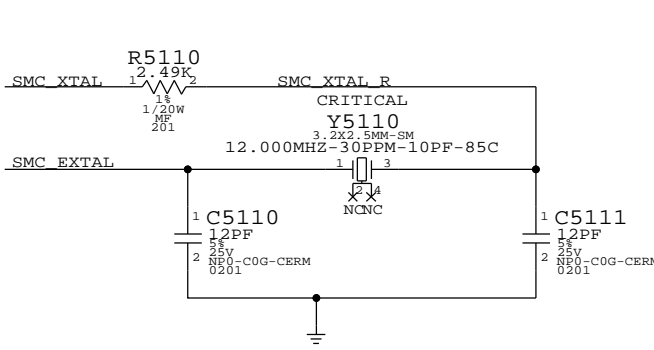 R5110
2.49K
SMC_XTAL
1
2
SMC_XTAL_R
1%
1/20W
MF
201
CRITICAL
Y5110
3.2X2.5MM-SM
12.000MHZ-30PPM-10PF-85C
SMC_EXTAL
1
3
2
4
NC
NC
1
C5110
12PF
5%
25V
NP0-C0G-CERM
0201
2
1
C5111
12PF
5%
25V
NP0-C0G-CERM
0201
2